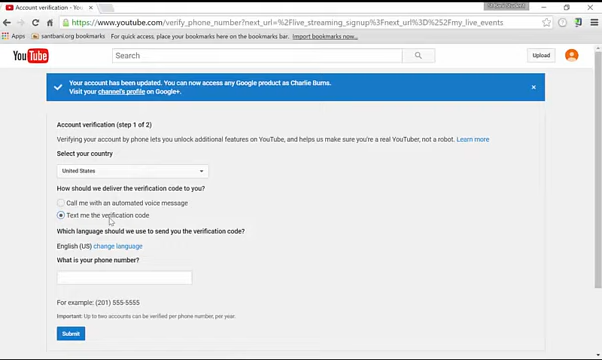 Account verification
https://www.youtube.com/verify_phone_number?next_url=%2Flive_streaming_signup%3Fnext_url%3D%252Fmy_live_events
Apps santbani.org bookmarks For quick access, place your bookmarks here on the bookmarks bar. Import bookmarks now...
YouTube Search Upload
Your account has been updated. You can now access any Google product as Charlie Burns.
Visit your channel's profile on Google+.
Account verification (step 1 of 2)
Verifying your account by phone lets you unlock additional features on YouTube, and helps us make sure you're a real YouTuber, not a robot. Learn more
Select your country
United States
How should we deliver the verification code to you?
Call me with an automated voice message
Text me the verification code
Which language should we use to send you the verification code?
English (US) change language
What is your phone number?
For example: (201) 555-5555
Important: Up to two accounts can be verified per phone number, per year.
Submit